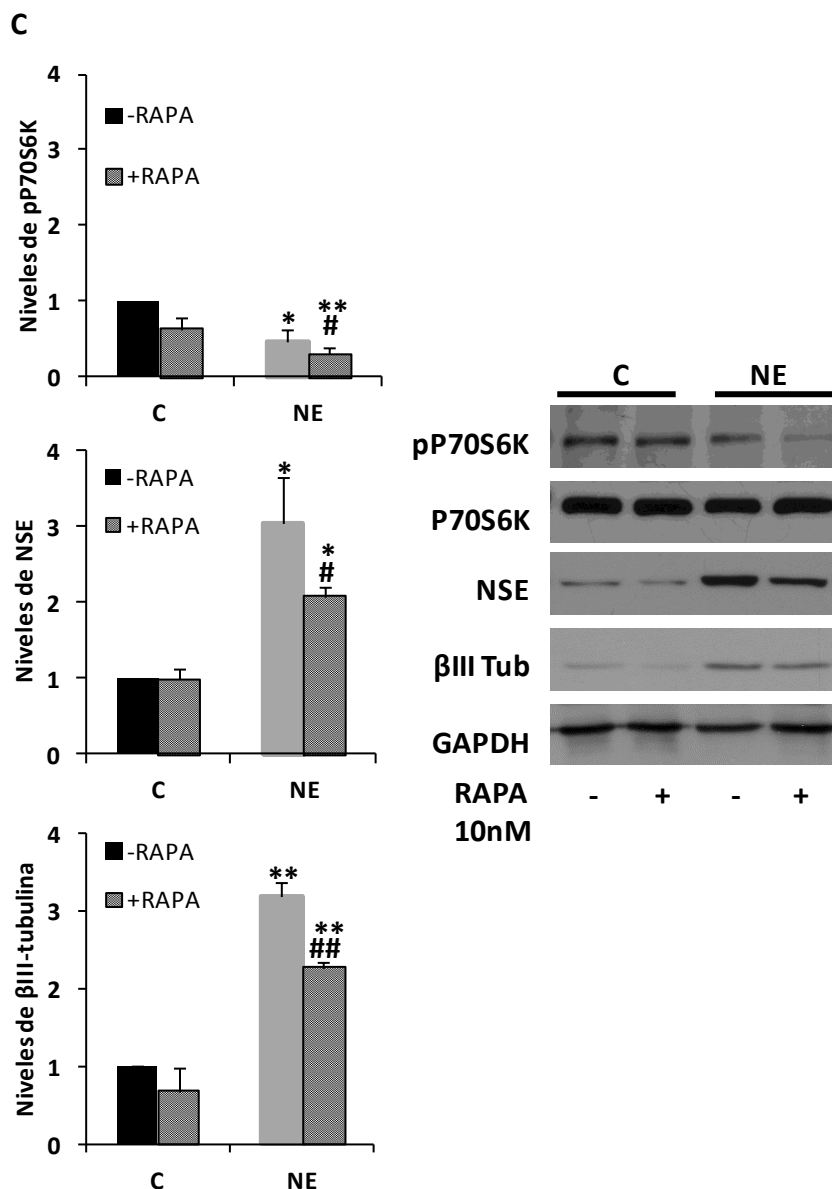 C
Niveles de pP70S6K
4
3
2
1
0
-RAPA
+RAPA
*
**
#
C NE
Niveles de NSE
4
3
2
1
0
-RAPA
+RAPA
*
*
#
C NE
Niveles de βIII-tubulina
4
3
2
1
0
-RAPA
+RAPA
**
**
##
C NE
C NE
pP70S6K
P70S6K
NSE
βIII Tub
GAPDH
RAPA - + - +
10nM